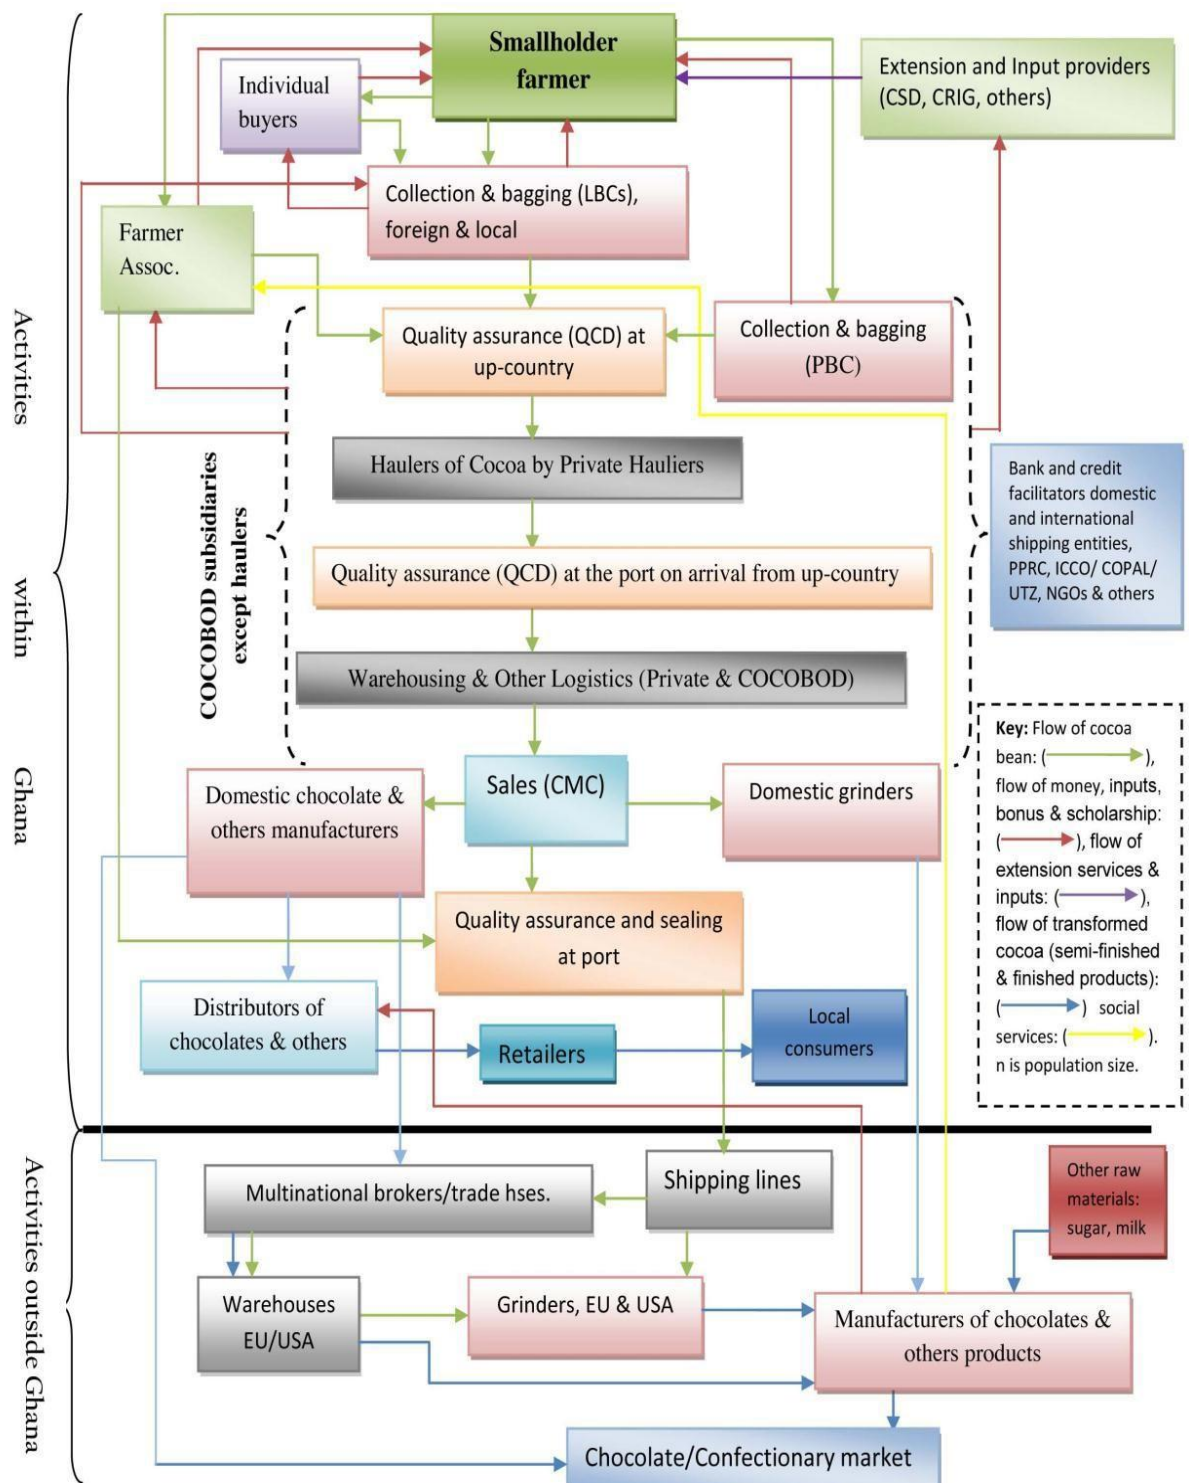 Smallholder
farmer
Individual
buyers
Extension and Input providers
(CSD, CRIG, others)
Collection & bagging (LBCs),
foreign & local
Farmer
Assoc.
Quality assurance (QCD) at
up-country
Collection & bagging
(PBC)
Haulers of Cocoa by Private Hauliers
Bank and credit
facilitators domestic
and international
shipping entities,
PPRC, ICCO/ COPAL/
UTZ, NGOs & others
Quality assurance (QCD) at the port on arrival from up-country
Warehousing & Other Logistics (Private & COCOBOD)
COCOBOD subsidiaries
except haulers
Activities within Ghana
Sales (CMC)
Domestic chocolate &
others manufacturers
Domestic grinders
Key: Flow of cocoa
bean: (
),
flow of money, inputs,
bonus & scholarship:
(
), flow of
extension services &
inputs: (
),
flow of transformed
cocoa (semi-finished
& finished products):
(
) social
services: (
).
n is population size.
Quality assurance and sealing
at port
Distributors of
chocolates & others
Retailers
Local
consumers
Activities outside Ghana
Multinational brokers/trade hses.
Shipping lines
Other raw
materials:
sugar, milk
Warehouses
EU/USA
Grinders, EU & USA
Manufacturers of chocolates &
others products
Chocolate/Confectionary market